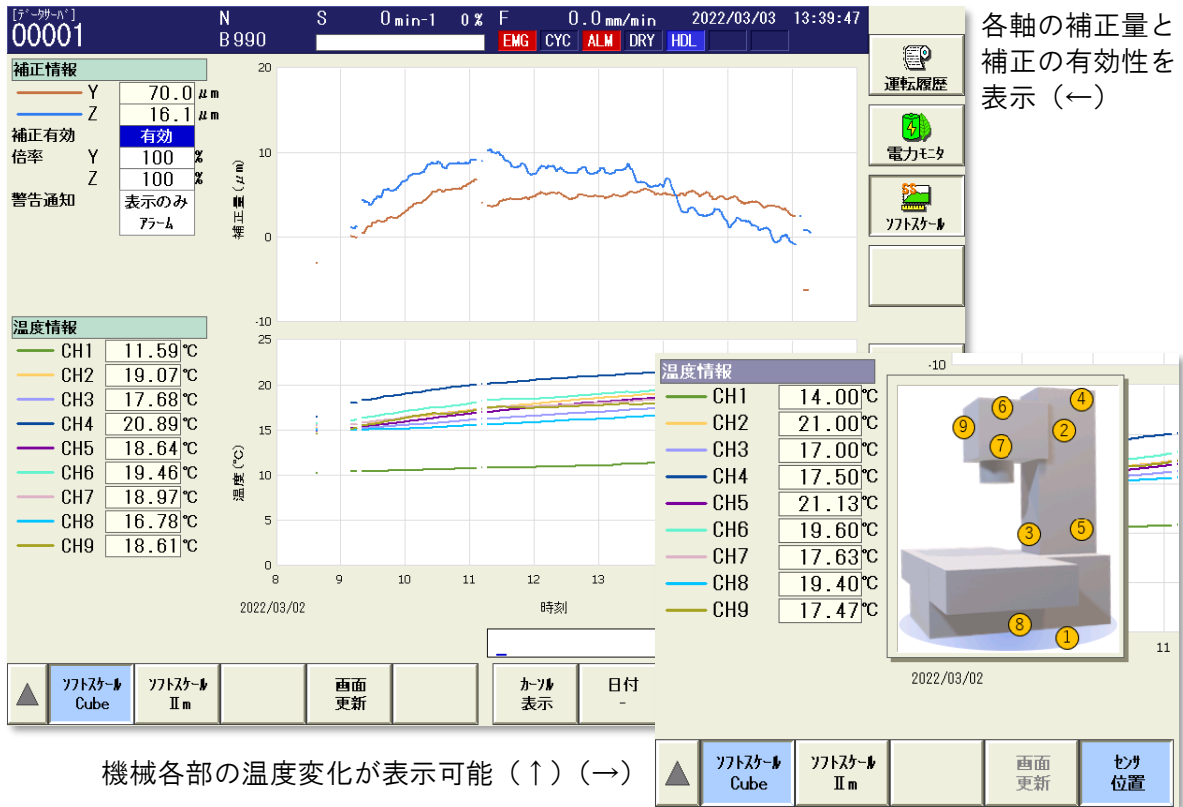 [ﾃﾞｰﾀｻｰﾊﾞ]
00001
N
B990
S 0min-1 0%
F 0.0mm/min
2022/03/03 13:39:47
EMG CYC ALM DRY HDL
補正情報
Y 70.0μm
Z 16.1μm
補正有効 有効
倍率 Y 100 %
Z 100 %
警告通知 表示のみ
ｱﾗｰﾑ
補正量(μm)
20
10
0
-10
運転履歴
電力ﾓﾆﾀ
SS
ｿﾌﾄｽｹｰﾙ
各軸の補正量と
補正の有効性を
表示（←）
温度情報
CH1 11.59℃
CH2 19.07℃
CH3 17.68℃
CH4 20.89℃
CH5 18.64℃
CH6 19.46℃
CH7 18.97℃
CH8 16.78℃
CH9 18.61℃
温度(℃)
25
20
15
10
5
0
8 9 10 11 12 13
2022/03/02 時刻
ｿﾌﾄｽｹｰﾙ
Cube
ｿﾌﾄｽｹｰﾙ
Ⅱm
画面
更新
ｶｰｿﾙ
表示
日付
-
温度情報
CH1 14.00℃
CH2 21.00℃
CH3 17.00℃
CH4 17.50℃
CH5 21.13℃
CH6 19.60℃
CH7 17.63℃
CH8 19.40℃
CH9 17.47℃
-10
4
6
9
2
7
3
5
8
1
11
2022/03/02
ｿﾌﾄｽｹｰﾙ
Cube
ｿﾌﾄｽｹｰﾙ
Ⅱm
画面
更新
ｾﾝｻ
位置
機械各部の温度変化が表示可能（↑）（→）